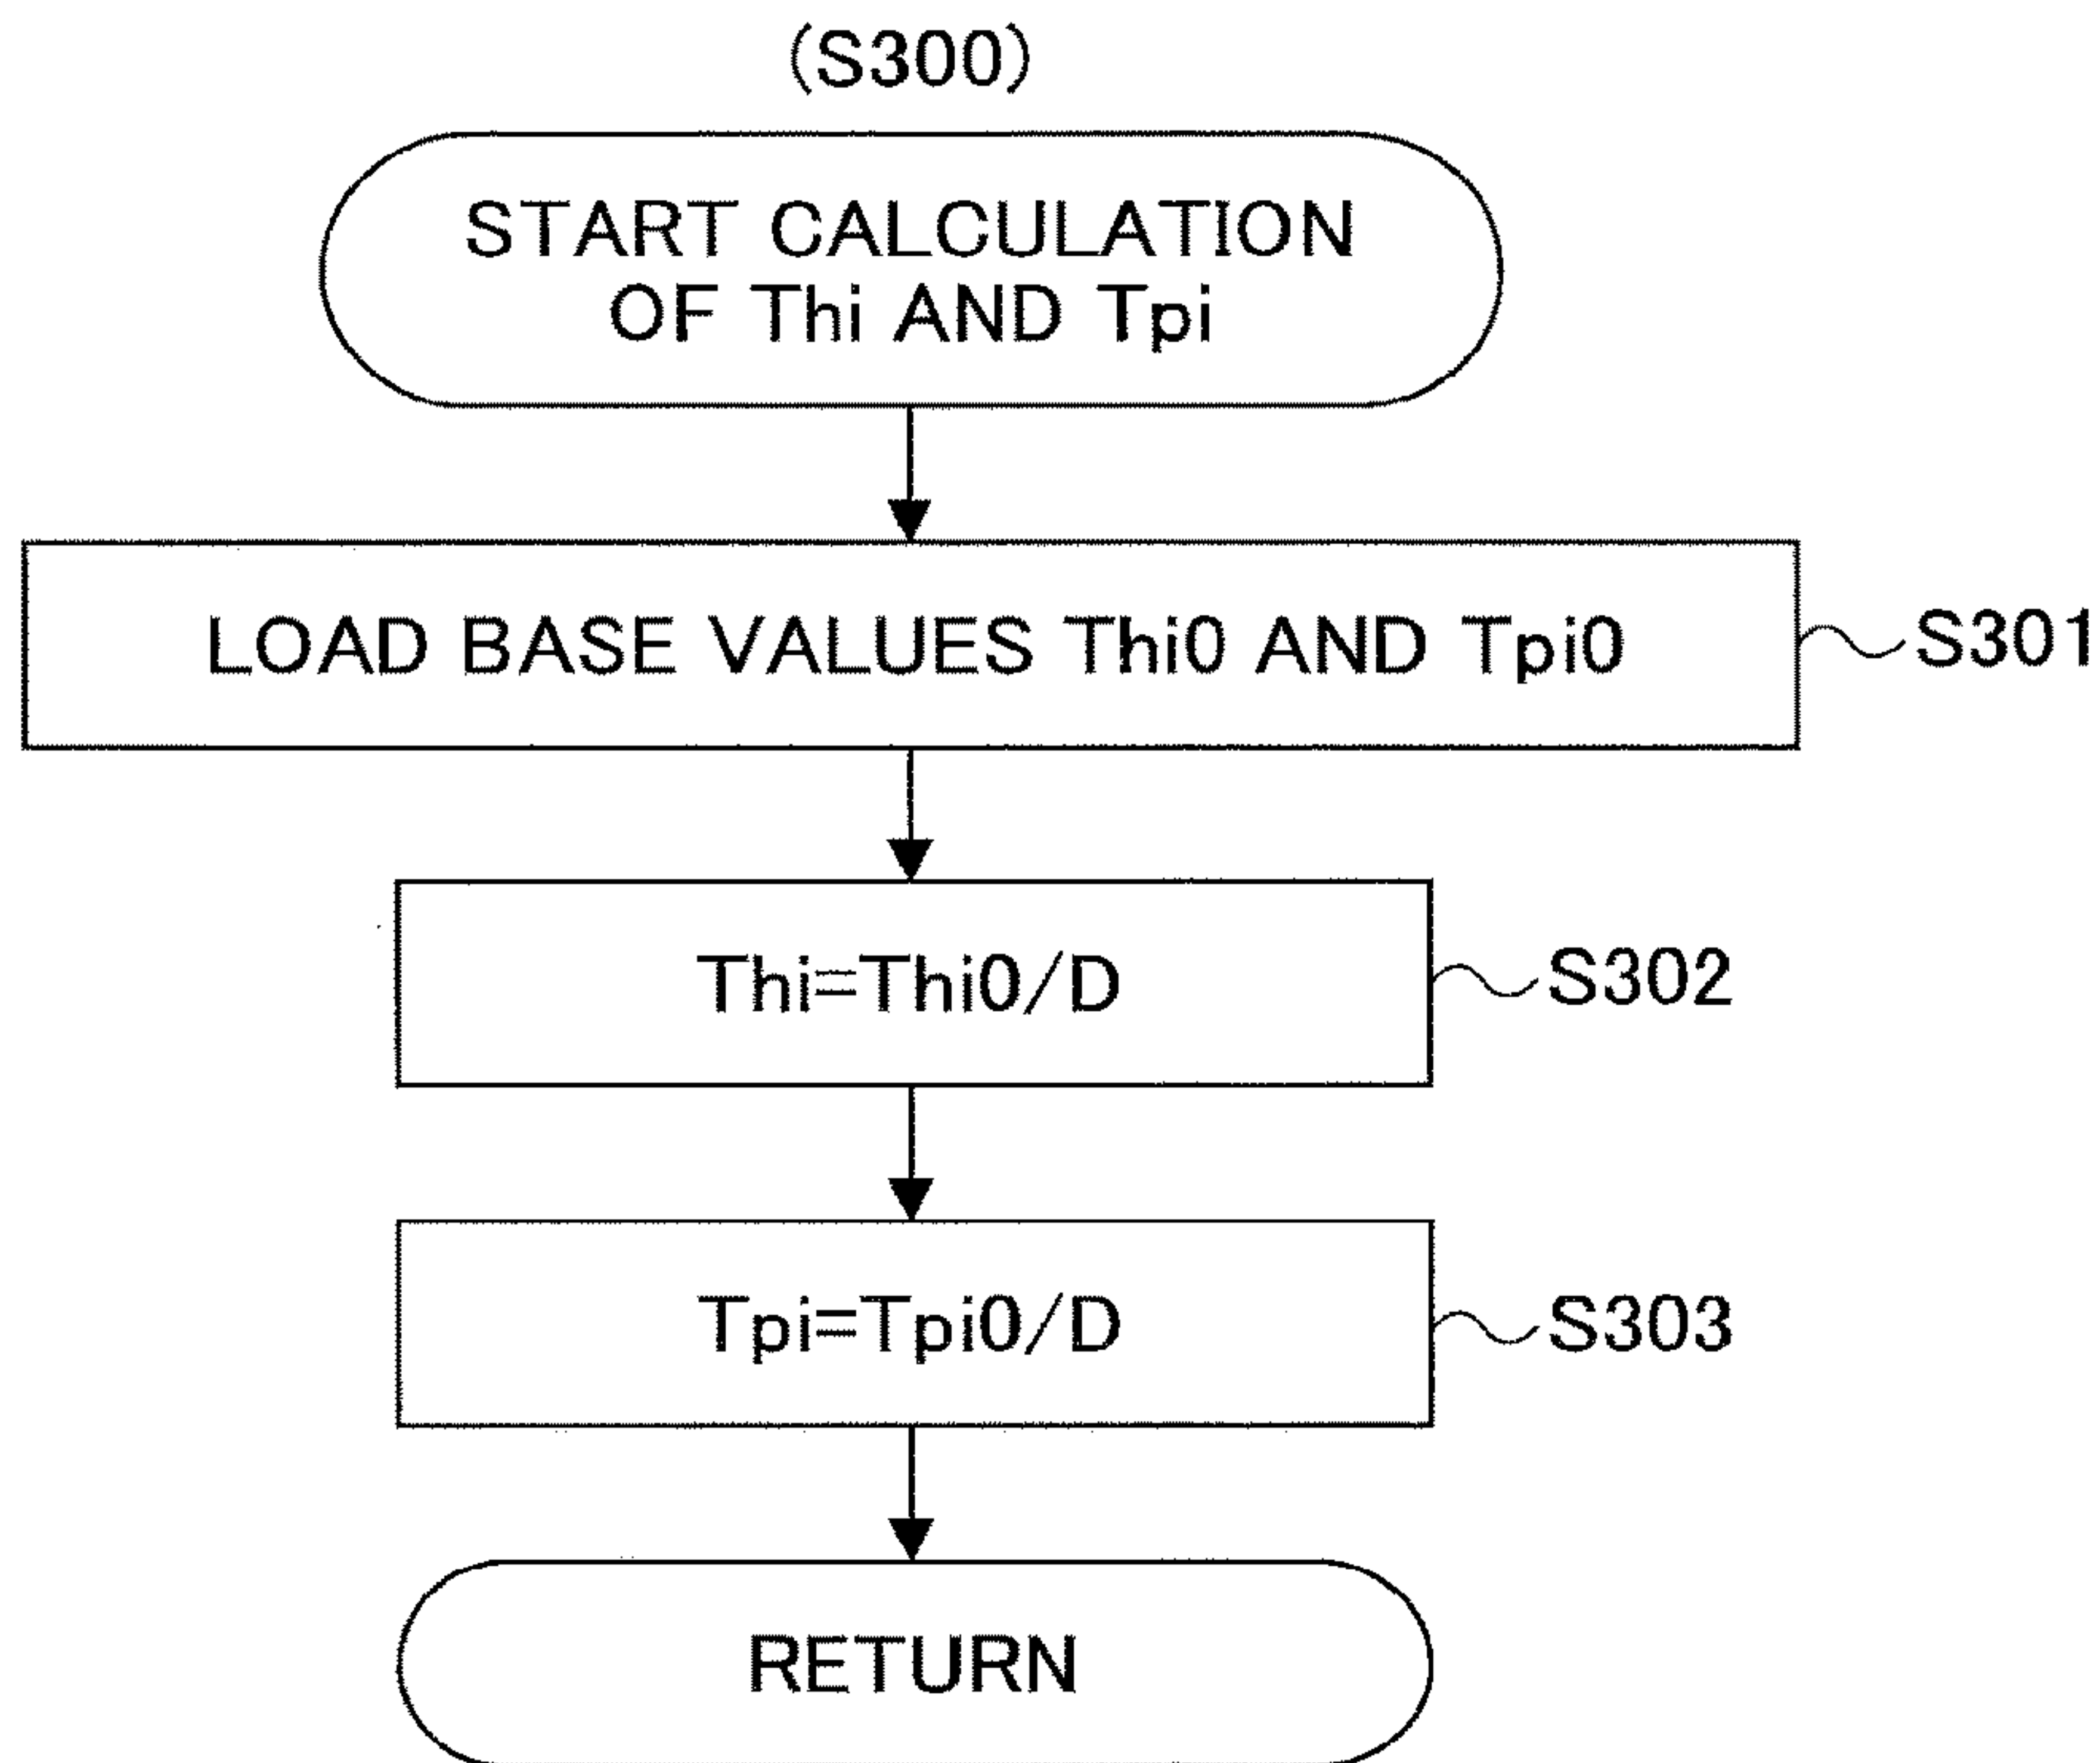 (S300)
START CALCULATION
OF Thi AND Tpi
LOAD BASE VALUES Thi0 AND Tpi0
S301
Thi=Thi0/D
S302
Tpi=Tpi0/D
S303
RETURN